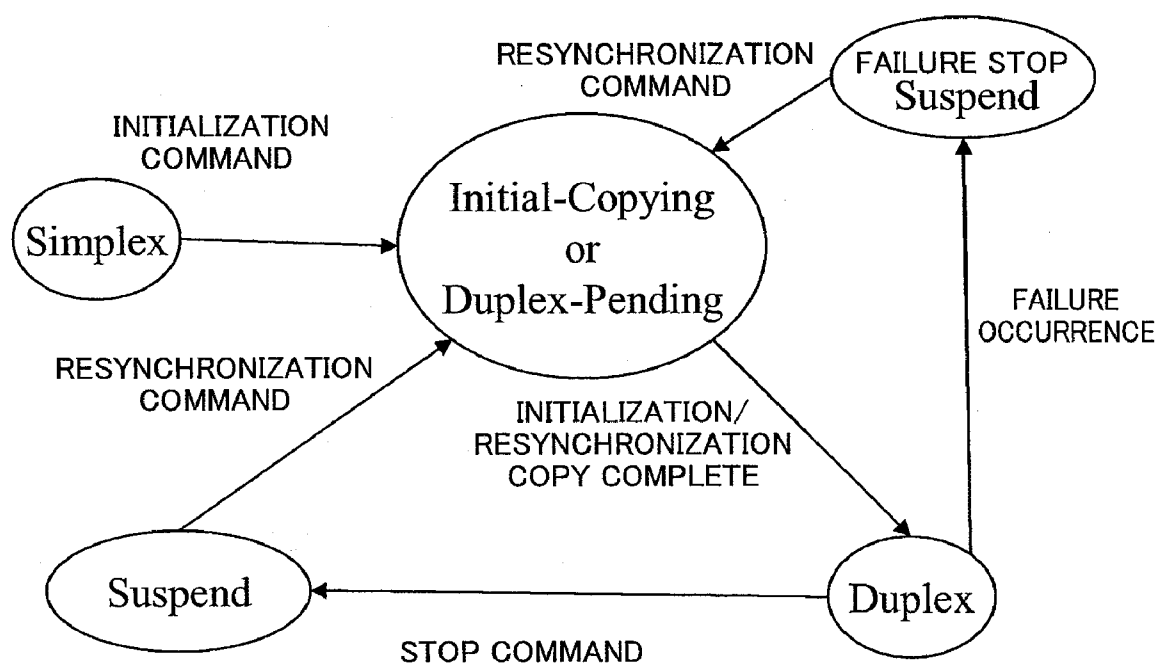 RESYNCHRONIZATION
COMMAND
FAILURE STOP
Suspend
INITIALIZATION
COMMAND
Simplex
Initial-Copying
or
Duplex-Pending
FAILURE
OCCURRENCE
RESYNCHRONIZATION
COMMAND
INITIALIZATION/
RESYNCHRONIZATION
COPY COMPLETE
Suspend
Duplex
STOP COMMAND